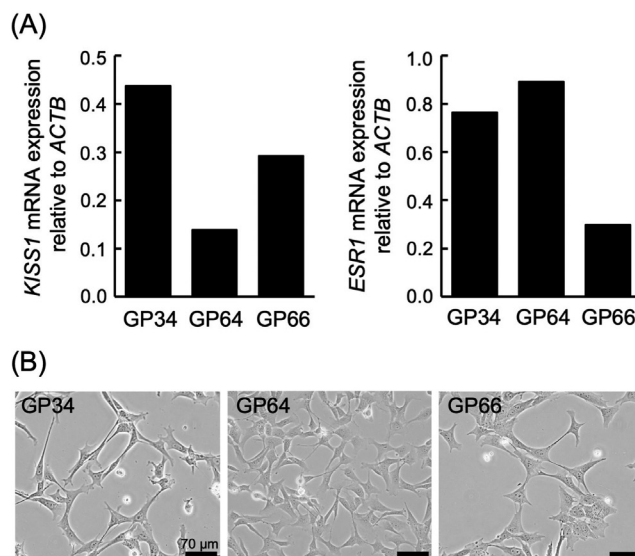 (A)
KISS1 mRNA expression
relative to ACTB
0.5
0.4
0.3
0.2
0.1
0.0
GP34 GP64 GP66
ESR1 mRNA expression
relative to ACTB
1.0
0.8
0.6
0.4
0.2
0.0
GP34 GP64 GP66
(B)
GP34
70 μm
GP64
GP66